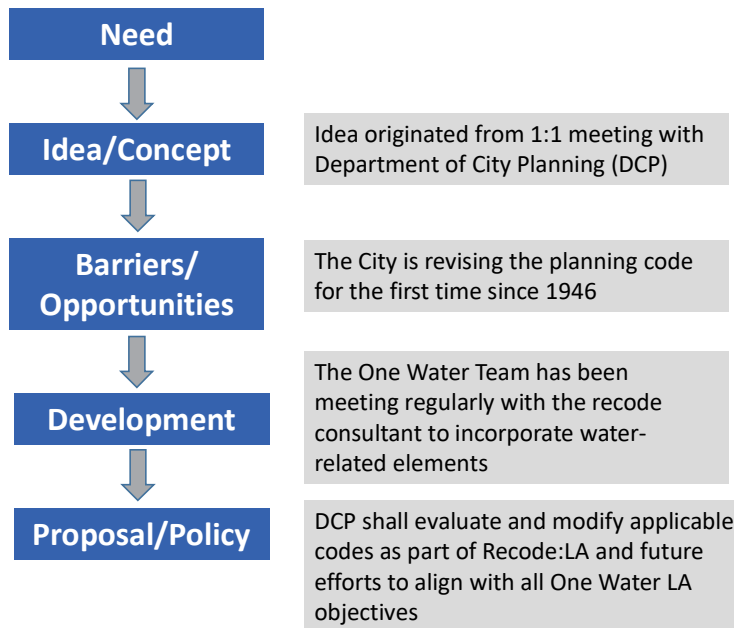 Need
Idea/Concept
Idea originated from 1:1 meeting with
Department of City Planning (DCP)
Barriers/
Opportunities
The City is revising the planning code
for the first time since 1946
Development
The One Water Team has been
meeting regularly with the recode
consultant to incorporate water-
related elements
Proposal/Policy
DCP shall evaluate and modify applicable
codes as part of Recode:LA and future
efforts to align with all One Water LA
objectives